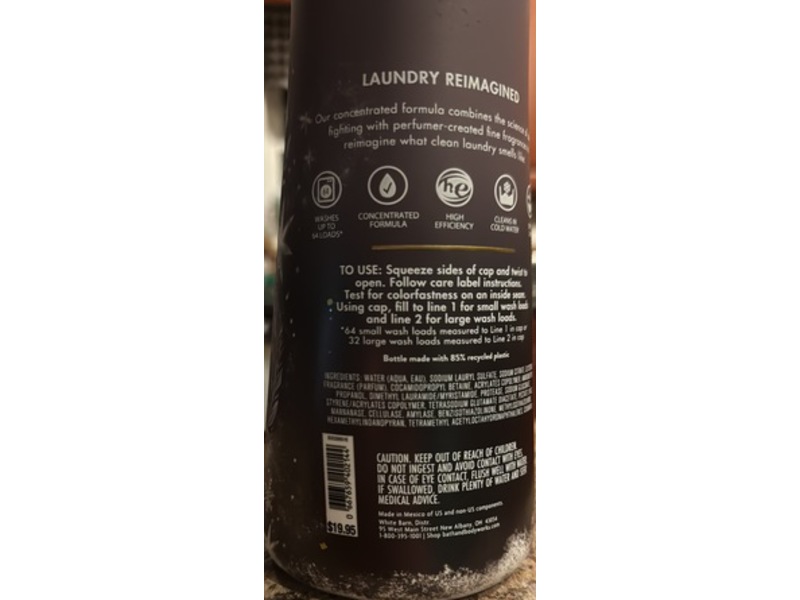 LAUNDRY REIMAGINED
Our concentrated formula combines the science of
fighting with perfumer-created fine fragrance
reimagine what clean laundry smells like
WASHES
UP TO
64 LOADS*
CONCENTRATED
FORMULA
he
HIGH
EFFICIENCY
CLEANS IN
COLD WATER
TO USE: Squeeze sides of cap and twist to
open. Follow care label instructions.
Test for colorfastness on an inside seam.
Using cap, fill to line 1 for small wash loads
and line 2 for large wash loads.
*64 small wash loads measured to Line 1 in cap or
32 large wash loads measured to Line 2 in cap
Bottle made with 85% recycled plastic
INGREDIENTS: WATER (AQUA, EAU), SODIUM LAURYL SULFATE, SODIUM CITRATE,
FRAGRANCE (PARFUM), COCAMIDOPROPYL BETAINE, ACRYLATES COPOLYMER,
PROPANOL, DIMETHYL LAURAMIDE/MYRISTAMIDE, PROTEASE, SODIUM
STYRENE/ACRYLATES COPOLYMER, TETRASODIUM GLUTAMATE DIACETATE,
MANNANASE, CELLULASE, AMYLASE, BENZISOTHIAZOLINONE,
HEXAMETHYLINDANOPYRAN, TETRAMETHYL ACETYLOCTAHYDRONAPHTHALENES,
CAUTION. KEEP OUT OF REACH OF CHILDREN.
DO NOT INGEST AND AVOID CONTACT WITH EYES.
IN CASE OF EYE CONTACT, FLUSH WELL WITH WATER.
IF SWALLOWED, DRINK PLENTY OF WATER AND SEEK
MEDICAL ADVICE.
$19.95
Made in Mexico of US and non-US components.
White Barn, Distr.
95 West Main Street New Albany, OH 43054
1-800-395-1001 | Shop bathandbodyworks.com